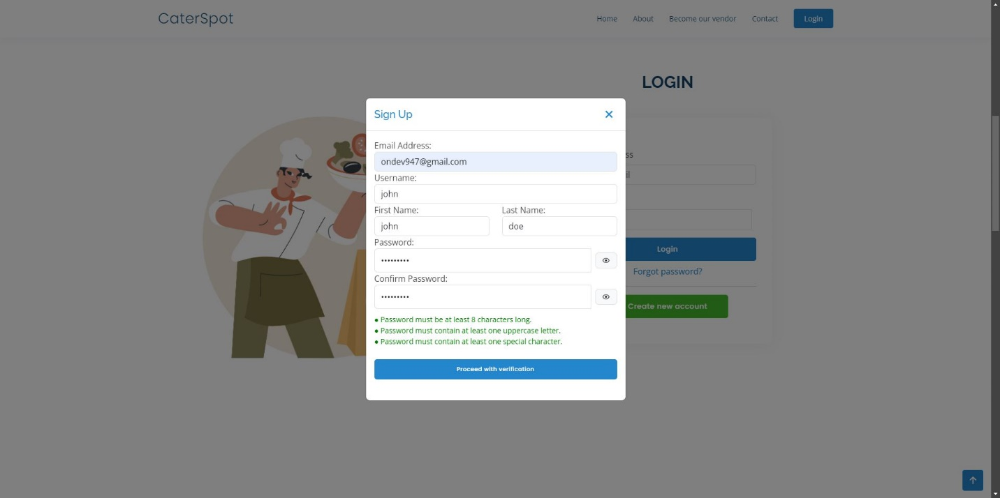 CaterSpot
Home About Become our vendor Contact Login
LOGIN
Sign Up
Email Address:
ondev947@gmail.com
Username:
john
First Name: Last Name:
john doe
Password:
•••••••••
Confirm Password:
•••••••••
● Password must be at least 8 characters long.
● Password must contain at least one uppercase letter.
● Password must contain at least one special character.
Proceed with verification
Login
Forgot password?
Create new account